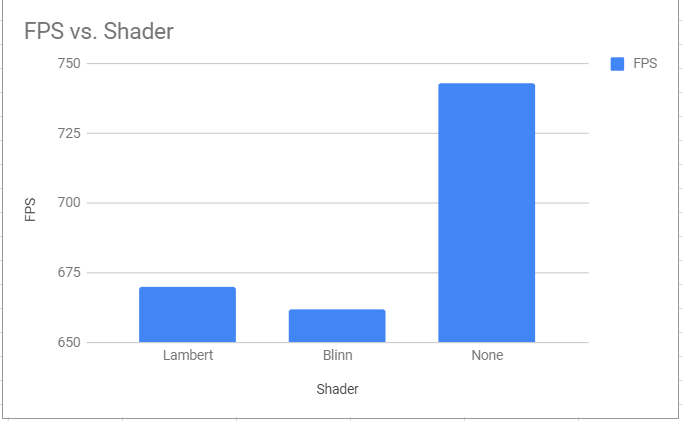 FPS vs. Shader
750
725
700
675
650
FPS
Lambert Blinn None
Shader
FPS